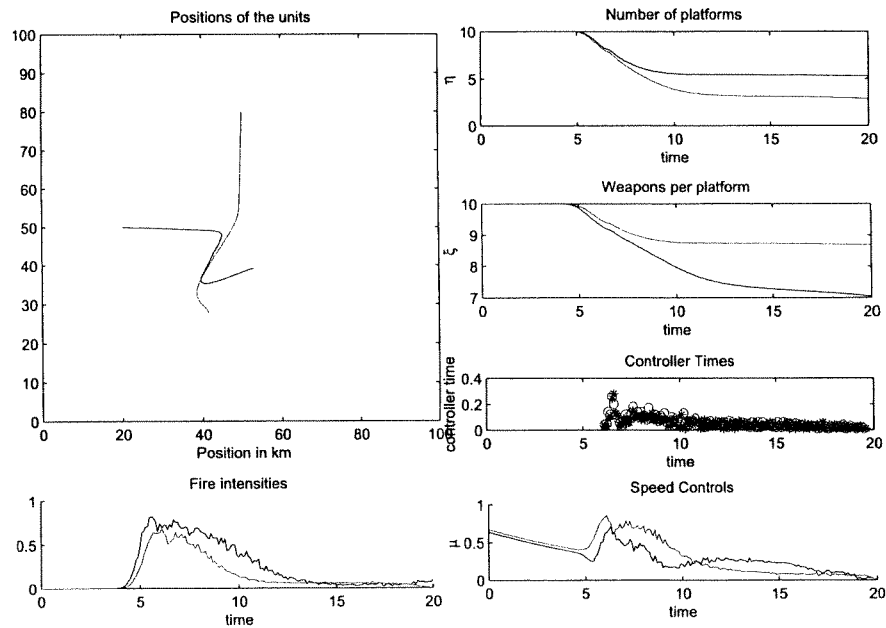 Positions of the units
100
90
80
70
60
50
40
30
20
10
0
0 20 40 60 80 100
Position in km
Number of platforms
10
5
0
η
0 5 10 15 20
time
Weapons per platform
10
9
8
7
ξ
0 5 10 15 20
time
Controller Times
0.4
0.2
0
controller time
0 5 10 15 20
time
Fire intensities
1
0.5
0
0 5 10 15 20
time
Speed Controls
1
0.5
0
μ
0 5 10 15 20
time